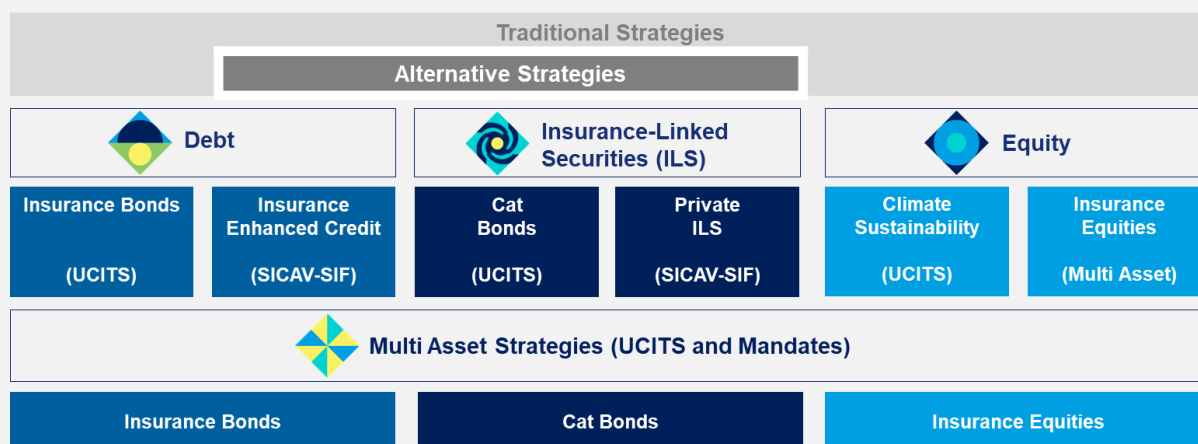 Traditional Strategies
Alternative Strategies
Debt
Insurance-Linked
Securities (ILS)
Equity
Insurance Bonds
(UCITS)
Insurance
Enhanced Credit
(SICAV-SIF)
Cat
Bonds
(UCITS)
Private
ILS
(SICAV-SIF)
Climate
Sustainability
(UCITS)
Insurance
Equities
(Multi Asset)
Multi Asset Strategies (UCITS and Mandates)
Insurance Bonds
Cat Bonds
Insurance Equities